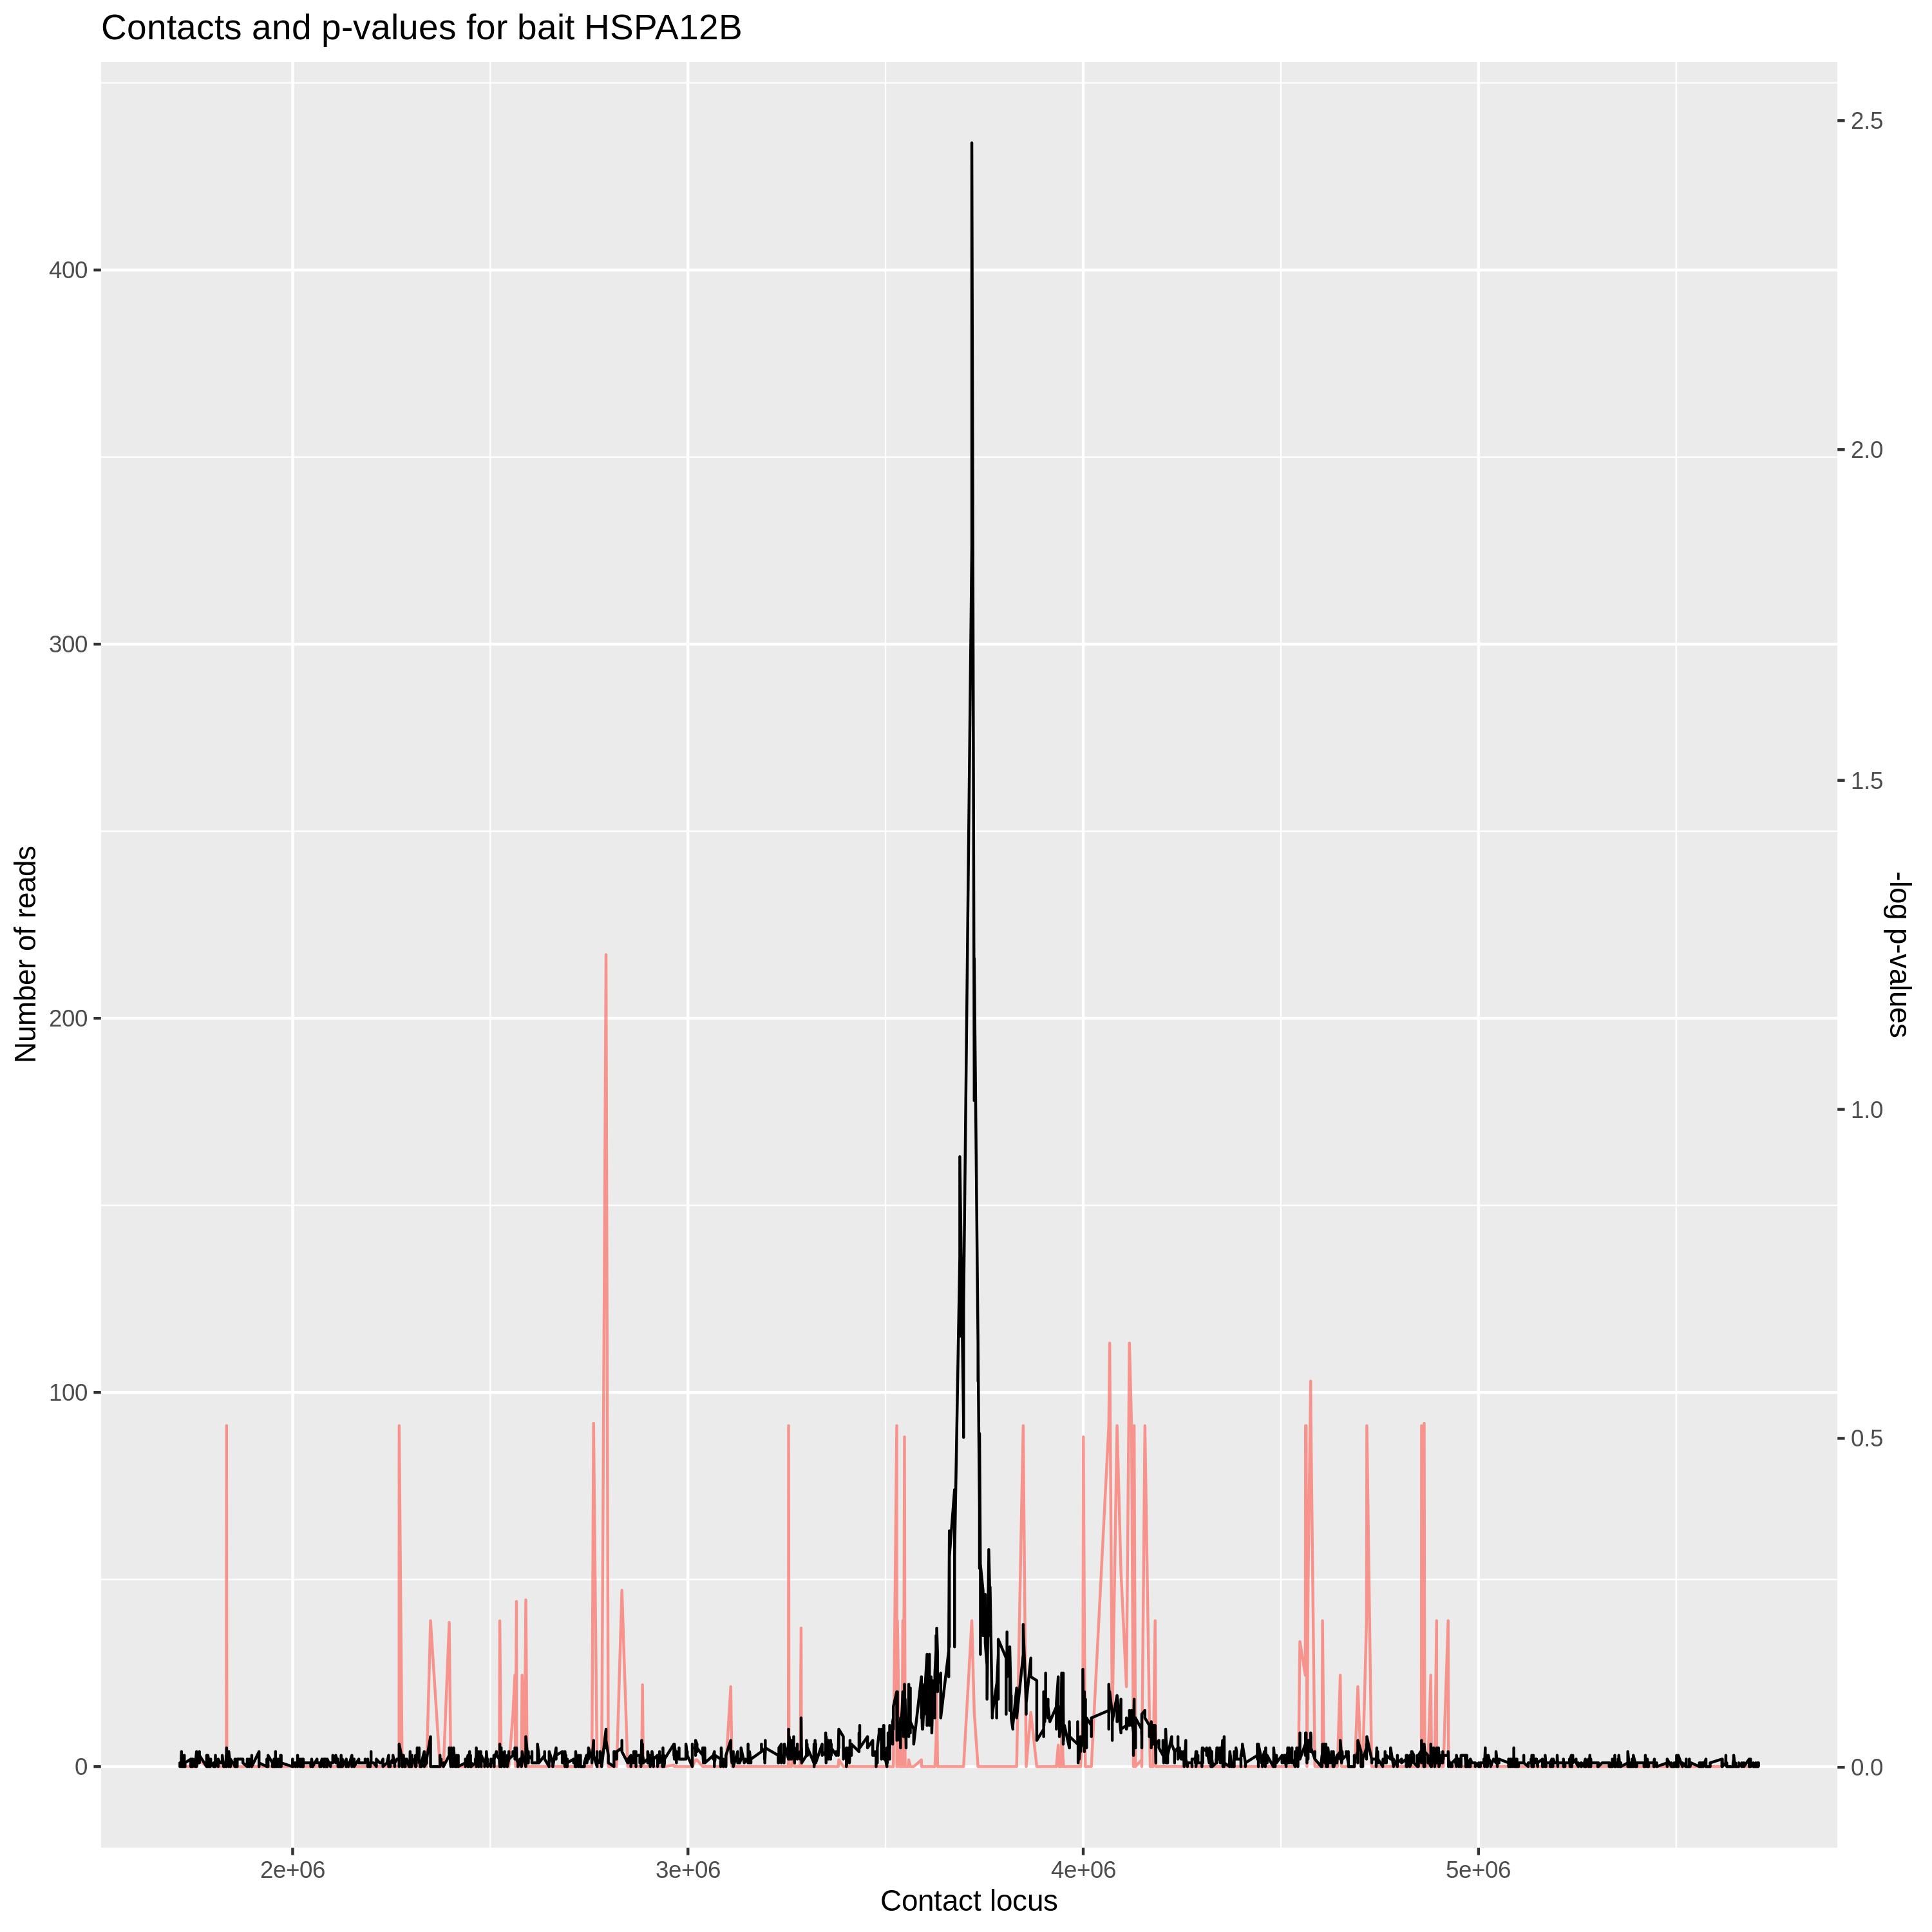 Contacts and p-values for bait HSPA12B
400
300
200
100
0
Number of reads
2.5
2.0
1.5
1.0
0.5
0.0
-log p-values
2e+06
3e+06
4e+06
5e+06
Contact locus